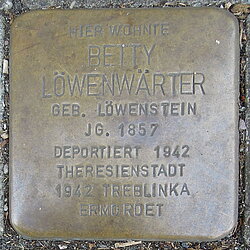 HIER WOHNTE
BETTY
LÖWENWÄRTER
GEB. LÖWENSTEIN
JG. 1857
DEPORTIERT 1942
THERESIENSTADT
1942 TREBLINKA
ERMORDET